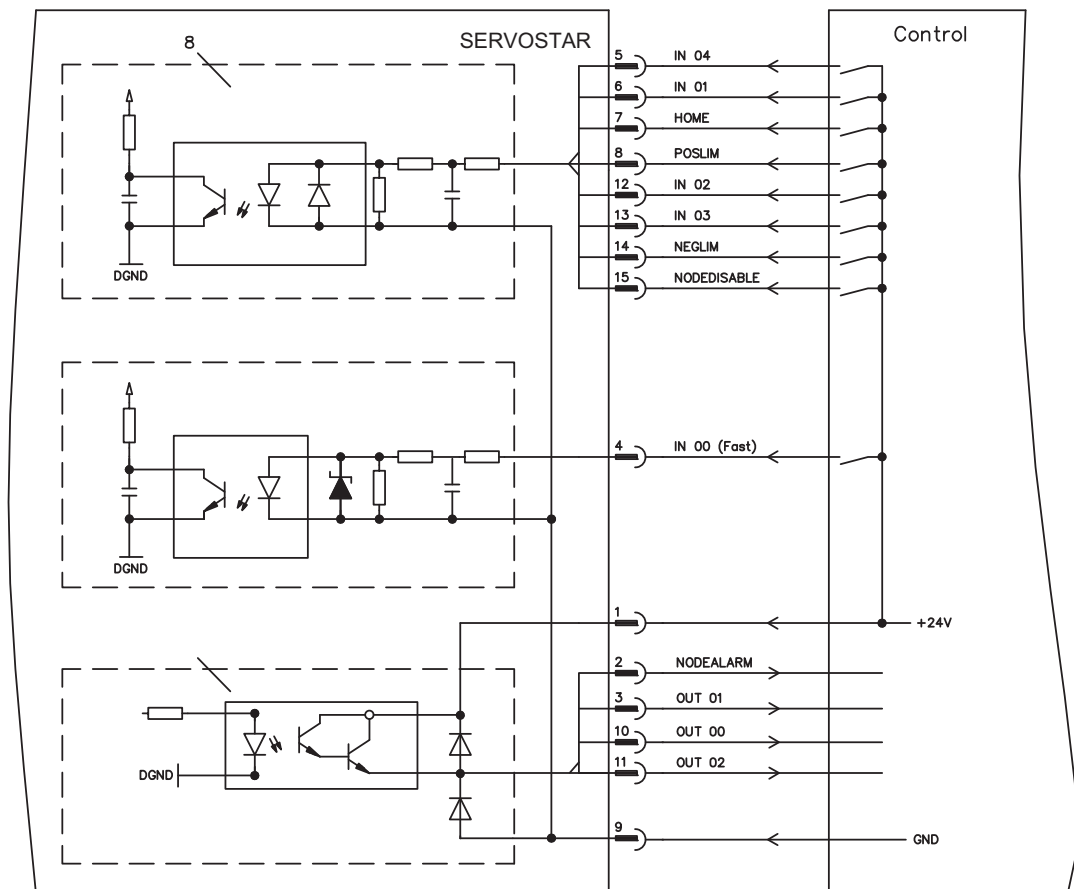 8
SERVOSTAR
Control
5 IN 04
6 IN 01
7 HOME
8 POSLIM
12 IN 02
13 IN 03
14 NEGLIM
15 NODEDISABLE
DGND
4 IN 00 (Fast)
DGND
1 +24V
2 NODEALARM
3 OUT 01
10 OUT 00
11 OUT 02
DGND
9 GND